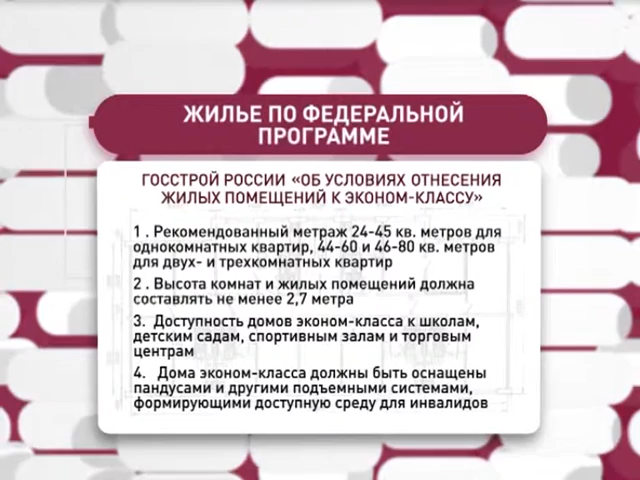 ЖИЛЬЕ ПО ФЕДЕРАЛЬНОЙ
ПРОГРАММЕ
ГОССТРОЙ РОССИИ «ОБ УСЛОВИЯХ ОТНЕСЕНИЯ
ЖИЛЫХ ПОМЕЩЕНИЙ К ЭКОНОМ-КЛАССУ»
1 . Рекомендованный метраж 24-45 кв. метров для
однокомнатных квартир, 44-60 и 46-80 кв. метров
для двух- и трехкомнатных квартир
2 . Высота комнат и жилых помещений должна
составлять не менее 2,7 метра
3. Доступность домов эконом-класса к школам,
детским садам, спортивным залам и торговым
центрам
4. Дома эконом-класса должны быть оснащены
пандусами и другими подъемными системами,
формирующими доступную среду для инвалидов